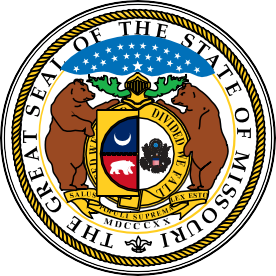 THE GREAT SEAL OF THE STATE OF MISSOURI
DIVIDED WE FALL
SALUS POPULI SUPREMA LEX ESTO
MDCCCXX